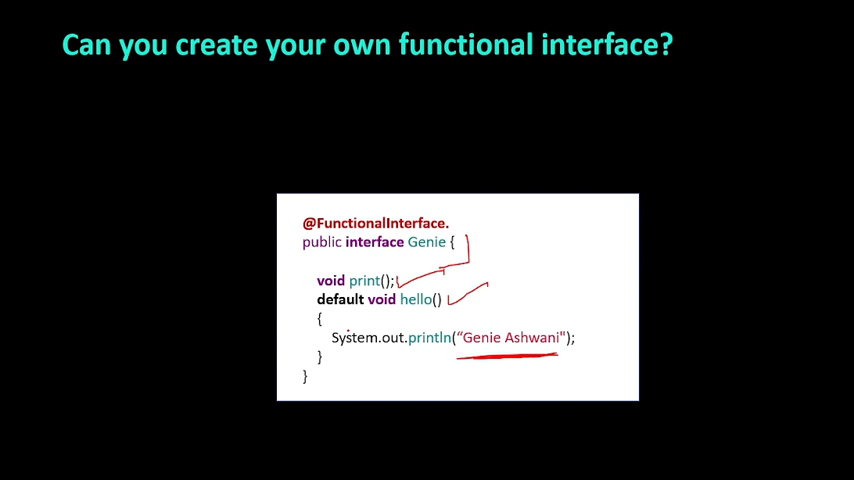 Can you create your own functional interface?
@FunctionalInterface.
public interface Genie {
void print();
default void hello()
{
System.out.println(“Genie Ashwani");
}
}